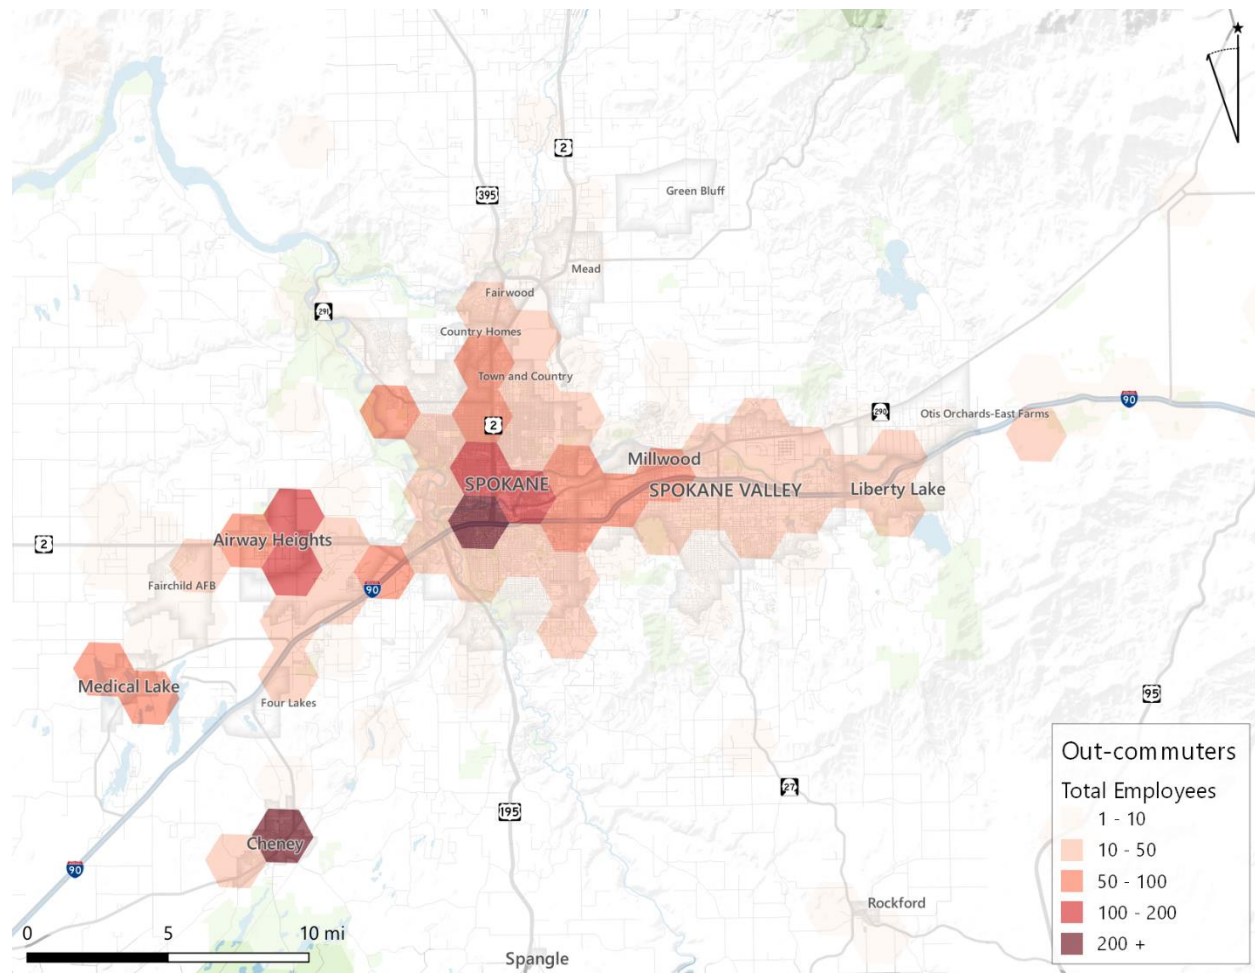 2
395
Green Bluff
Mead
Fairwood
291
Country Homes
Town and Country
90
290
Otis Orchards-East Farms
2
Millwood
SPOKANE
SPOKANE VALLEY
Liberty Lake
Airway Heights
2
Fairchild AFB
90
Medical Lake
Four Lakes
95
27
195
Cheney
90
Rockford
Spangle
0 5 10 mi
Out-commuters
Total Employees
1 - 10
10 - 50
50 - 100
100 - 200
200 +